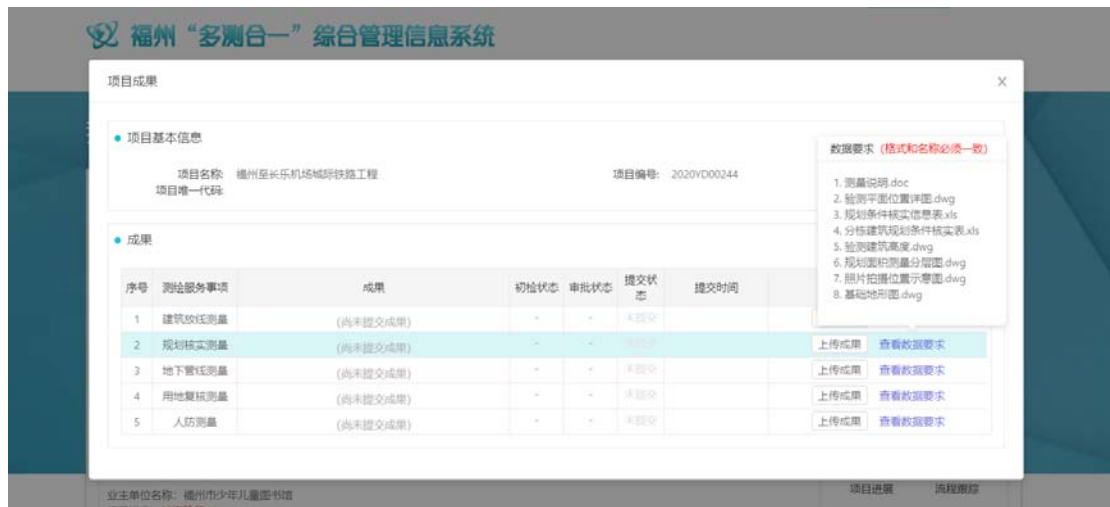 福州“多测合一”综合管理信息系统
项目成果
X
项目基本信息
项目名称: 福州至长乐机场城际铁路工程
项目编号: 2020YD00244
项目唯一代码:
数据要求 (格式和名称必须一致)
1. 测量说明.doc
2. 验测平面位置详图.dwg
3. 规划条件核实信息表.xls
4. 分栋建筑规划条件核实表.xls
5. 验测建筑高度.dwg
6. 规划面积测量分层图.dwg
7. 照片拍摄位置示意图.dwg
8. 基础地形图.dwg
成果
序号 测绘服务事项 成果 初检状态 审批状态 提交状态 提交时间
1 建筑放线测量 (尚未提交成果) - - 未提交
2 规划核实测量 (尚未提交成果) - - 未提交 上传成果 查看数据要求
3 地下管线测量 (尚未提交成果) - - 未提交 上传成果 查看数据要求
4 用地复核测量 (尚未提交成果) - - 未提交 上传成果 查看数据要求
5 人防测量 (尚未提交成果) - - 未提交 上传成果 查看数据要求
业主单位名称: 福州市少年儿童图书馆
项目进展 流程跟踪